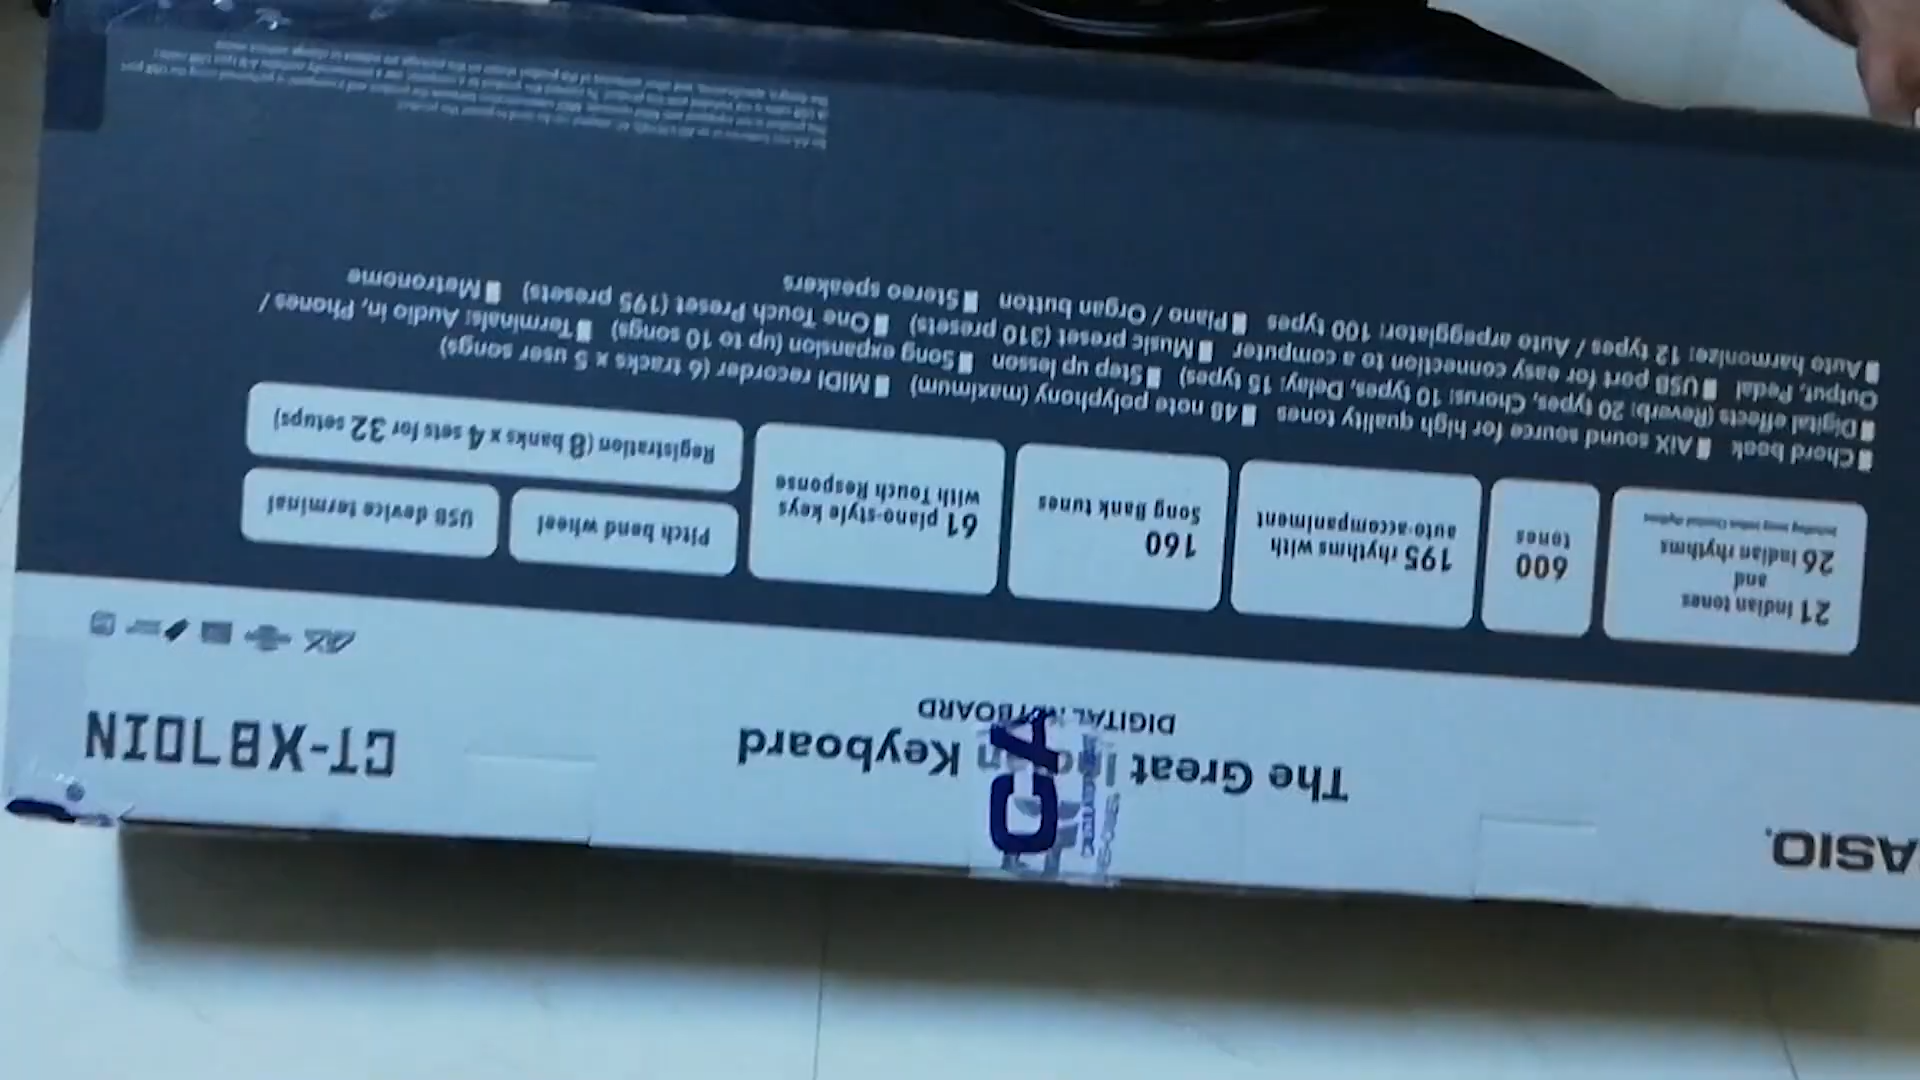 ASIO.
The Great Indian Keyboard
DIGITAL KEYBOARD
CT-X870IN
21 Indian tones
and
26 Indian rhythms
600
tones
195 rhythms with
auto-accompaniment
160
Song Bank tunes
61 piano-style keys
with Touch Response
Pitch bend wheel
USB device terminal
Registration (8 banks x 4 sets for 32 setups)
■ Chord book ■ AiX sound source for high quality tones ■ 48 note polyphony (maximum) ■ MIDI recorder (6 tracks x 5 user songs)
■ Digital effects (Reverb: 20 types, Chorus: 10 types, Delay: 15 types) ■ Step up lesson ■ Song expansion (up to 10 songs) ■ Terminals: Audio in, Phones /
Output, Pedal ■ USB port for easy connection to a computer ■ Music preset (310 presets) ■ One Touch Preset (195 presets) ■ Metronome
■ Auto harmonize: 12 types / Auto arpeggiator: 100 types ■ Piano / Organ button ■ Stereo speakers